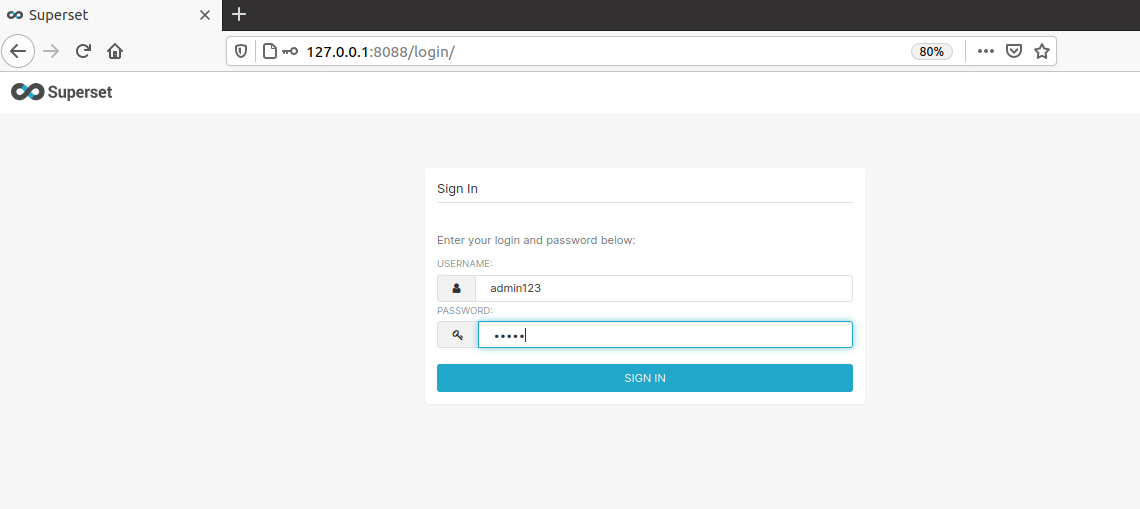 Superset
127.0.0.1:8088/login/ 80%
Superset
Sign In
Enter your login and password below:
USERNAME:
admin123
PASSWORD:
•••••
SIGN IN